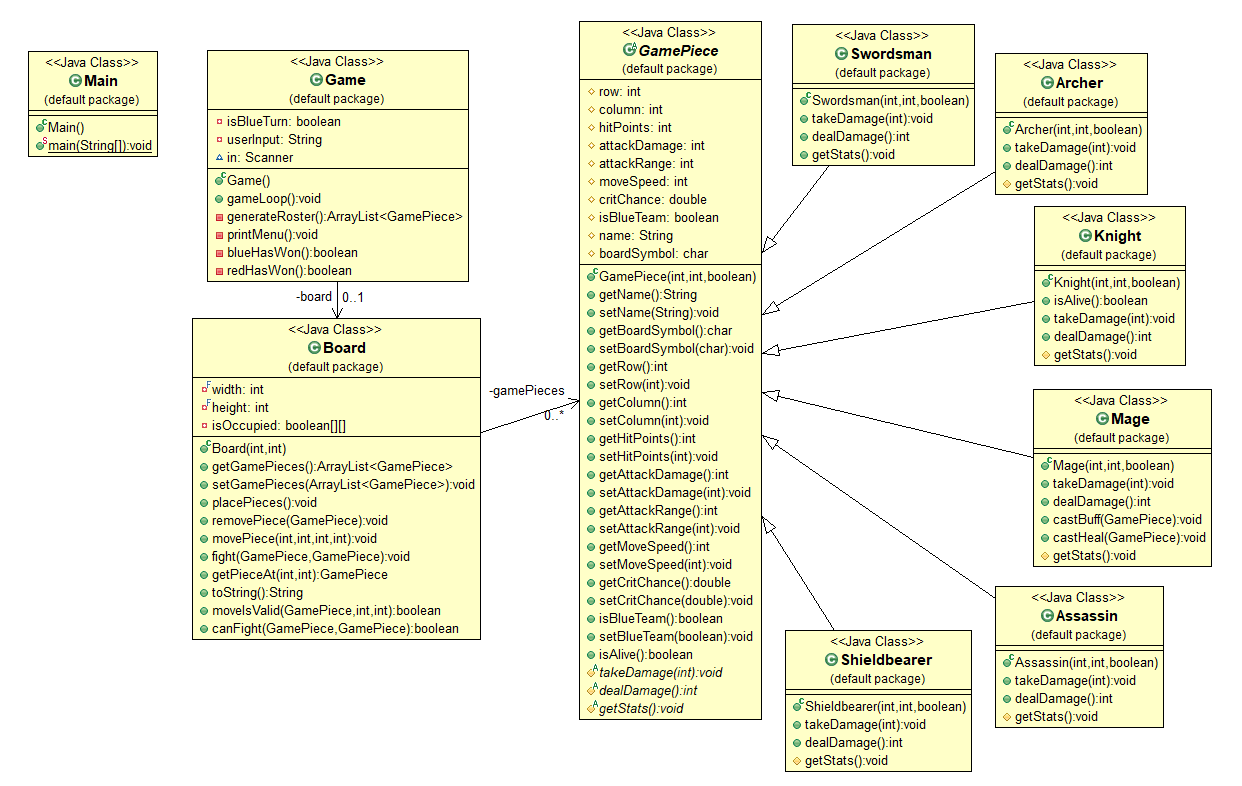 <<Java Class>>
Main
(default package)
Main()
main(String[]):void
<<Java Class>>
Game
(default package)
isBlueTurn: boolean
userInput: String
in: Scanner
Game()
gameLoop():void
generateRoster():ArrayList<GamePiece>
printMenu():void
blueHasWon():boolean
redHasWon():boolean
-board
0..1
<<Java Class>>
Board
(default package)
width: int
height: int
isOccupied: boolean[][]
Board(int,int)
getGamePieces():ArrayList<GamePiece>
setGamePieces(ArrayList<GamePiece>):void
placePieces():void
removePiece(GamePiece):void
movePiece(int,int,int,int):void
fight(GamePiece,GamePiece):void
getPieceAt(int,int):GamePiece
toString():String
moveIsValid(GamePiece,int,int):boolean
canFight(GamePiece,GamePiece):boolean
-gamePieces
0..*
<<Java Class>>
GamePiece
(default package)
row: int
column: int
hitPoints: int
attackDamage: int
attackRange: int
moveSpeed: int
critChance: double
isBlueTeam: boolean
name: String
boardSymbol: char
GamePiece(int,int,boolean)
getName():String
setName(String):void
getBoardSymbol():char
setBoardSymbol(char):void
getRow():int
setRow(int):void
getColumn():int
setColumn(int):void
getHitPoints():int
setHitPoints(int):void
getAttackDamage():int
setAttackDamage(int):void
getAttackRange():int
setAttackRange(int):void
getMoveSpeed():int
setMoveSpeed(int):void
getCritChance():double
setCritChance(double):void
isBlueTeam():boolean
setBlueTeam(boolean):void
isAlive():boolean
takeDamage(int):void
dealDamage():int
getStats():void
<<Java Class>>
Swordsman
(default package)
Swordsman(int,int,boolean)
takeDamage(int):void
dealDamage():int
getStats():void
<<Java Class>>
Archer
(default package)
Archer(int,int,boolean)
takeDamage(int):void
dealDamage():int
getStats():void
<<Java Class>>
Knight
(default package)
Knight(int,int,boolean)
isAlive():boolean
takeDamage(int):void
dealDamage():int
getStats():void
<<Java Class>>
Mage
(default package)
Mage(int,int,boolean)
takeDamage(int):void
dealDamage():int
castBuff(GamePiece):void
castHeal(GamePiece):void
getStats():void
<<Java Class>>
Assassin
(default package)
Assassin(int,int,boolean)
takeDamage(int):void
dealDamage():int
getStats():void
<<Java Class>>
Shieldbearer
(default package)
Shieldbearer(int,int,boolean)
takeDamage(int):void
dealDamage():int
getStats():void